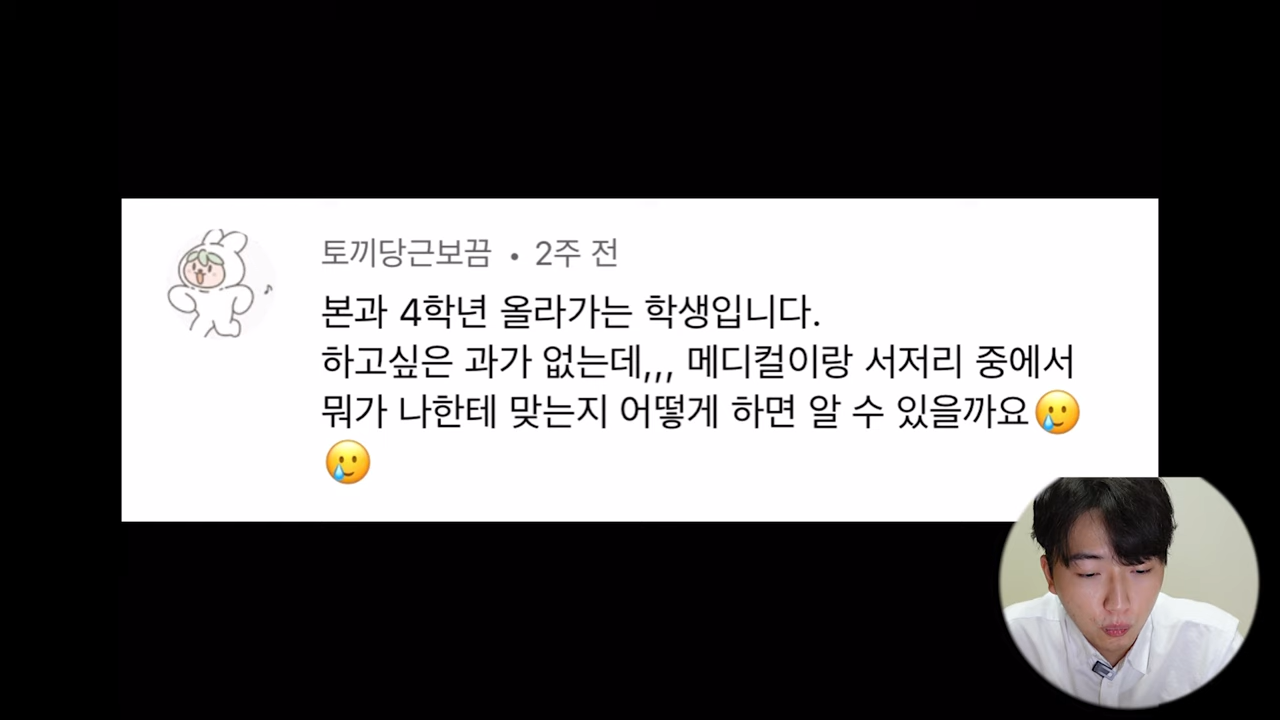 토끼당근보끔 • 2주 전
본과 4학년 올라가는 학생입니다.
하고싶은 과가 없는데,,, 메디컬이랑 서저리 중에서
뭐가 나한테 맞는지 어떻게 하면 알 수 있을까요🥲
🥲